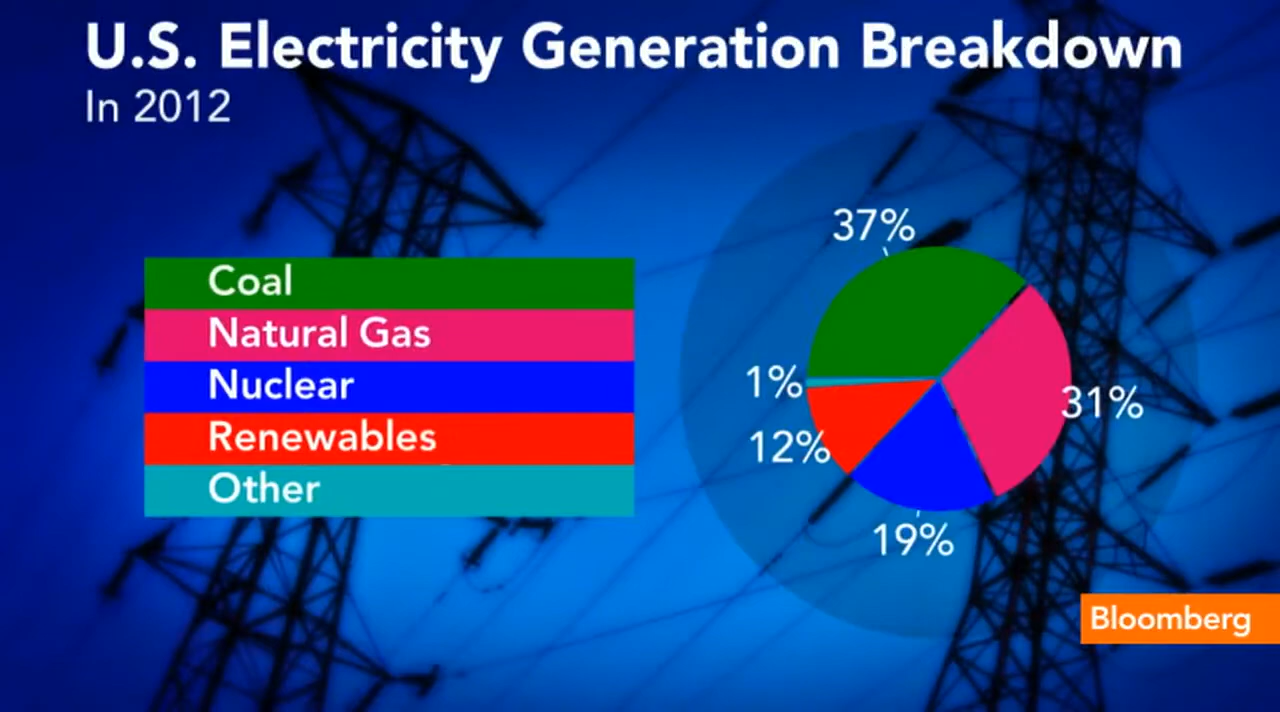 U.S. Electricity Generation Breakdown
In 2012
Coal
Natural Gas
Nuclear
Renewables
Other
37%
1%
31%
12%
19%
Bloomberg